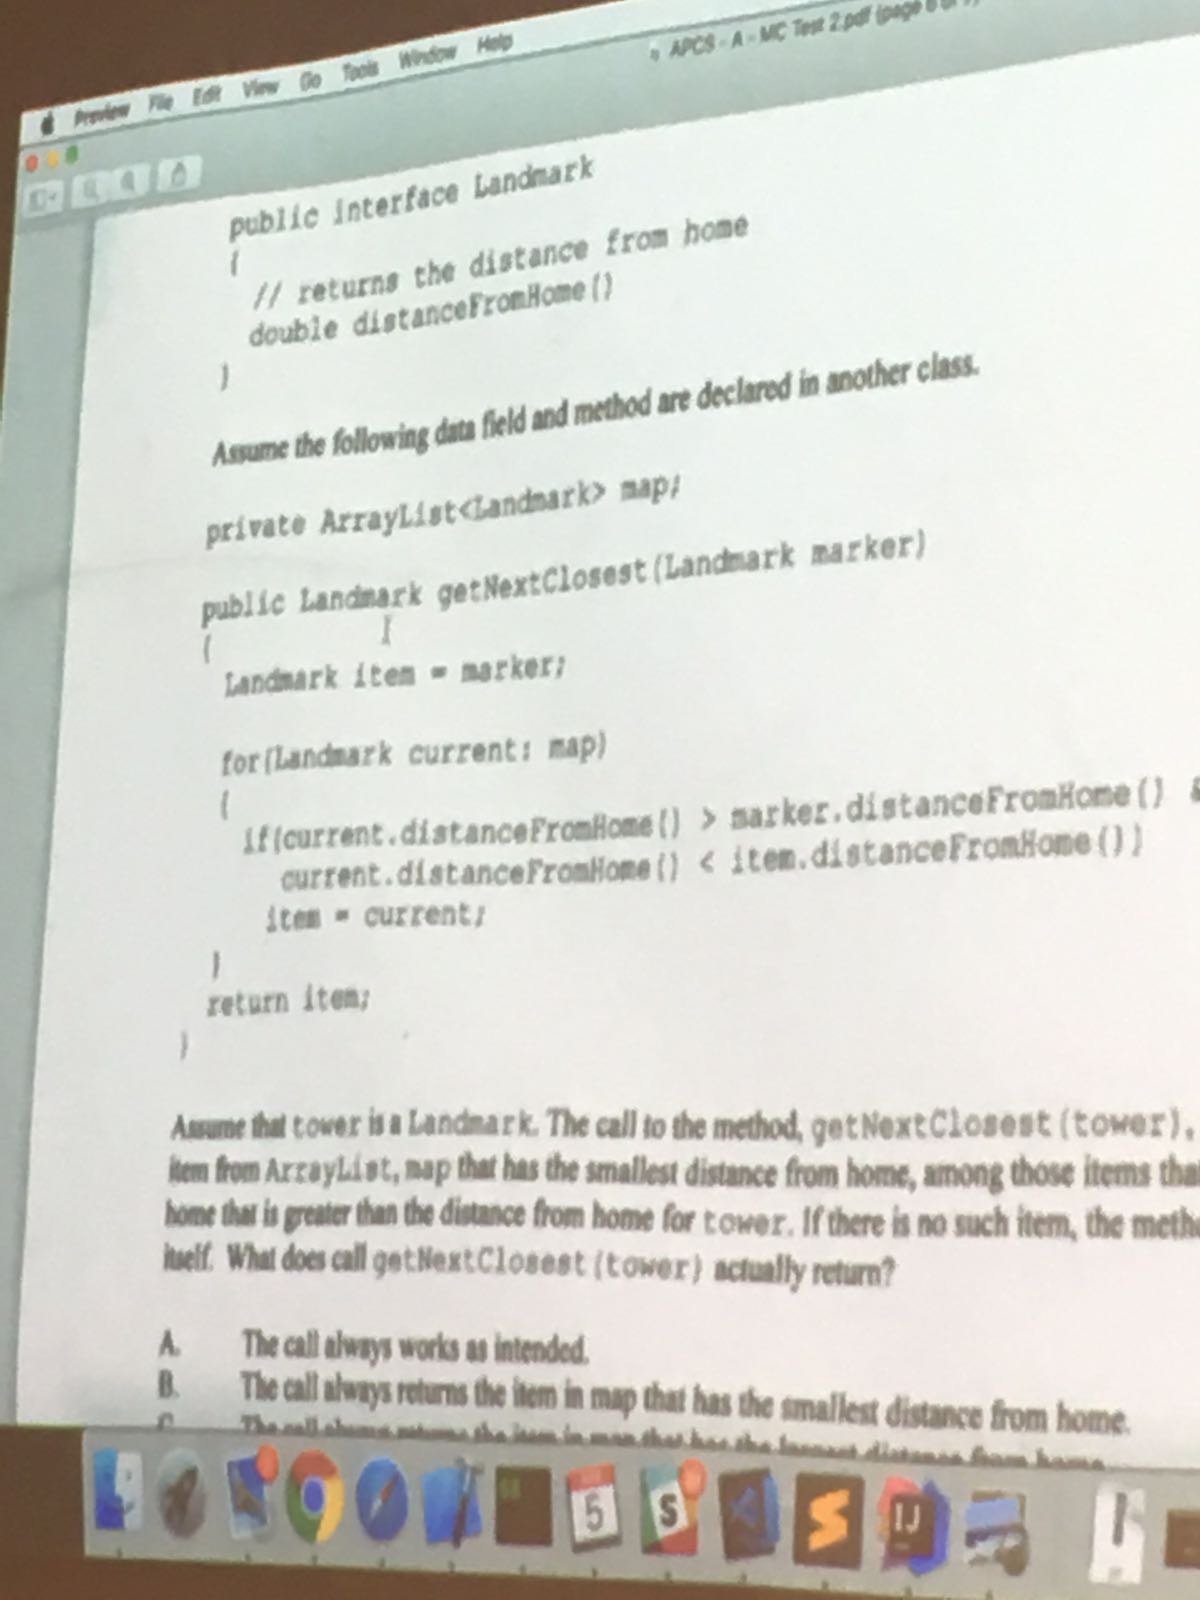 Preview File Edit View Go Tools Window Help
APCS - A - MC Test 2.pdf (page 6 of
public interface Landmark
{
// returns the distance from home
double distanceFromHome()
}
Assume the following data field and method are declared in another class.
private ArrayList<Landmark> map;
public Landmark getNextClosest(Landmark marker)
{
Landmark item = marker;
for(Landmark current: map)
{
if(current.distanceFromHome() > marker.distanceFromHome() &
current.distanceFromHome() < item.distanceFromHome())
item = current;
}
return item;
}
Assume that tower is a Landmark. The call to the method, getNextClosest(tower),
item from ArrayList, map that has the smallest distance from home, among those items tha
home that is greater than the distance from home for tower. If there is no such item, the meth
itself. What does call getNextClosest(tower) actually return?
A. The call always works as intended.
B. The call always returns the item in map that has the smallest distance from home.
C. The call always returns the item in map that has the largest distance from home.
5
S
S
IJ